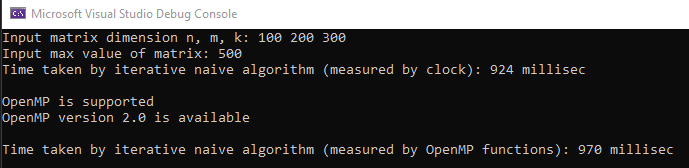 Microsoft Visual Studio Debug Console
Input matrix dimension n, m, k: 100 200 300
Input max value of matrix: 500
Time taken by iterative naive algorithm (measured by clock): 924 millisec
OpenMP is supported
OpenMP version 2.0 is available
Time taken by iterative naive algorithm (measured by OpenMP functions): 970 millisec